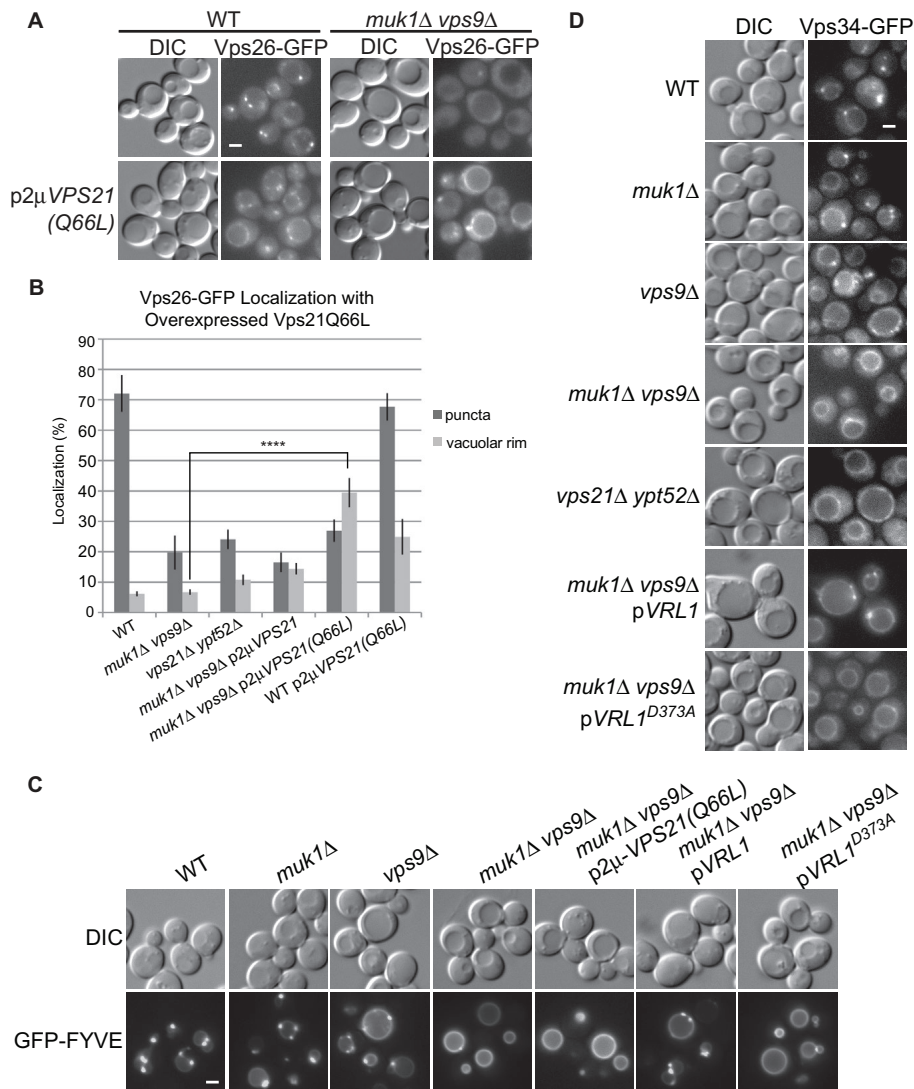 A
WT
muk1Δ vps9Δ
DIC Vps26-GFP DIC Vps26-GFP
p2μVPS21
(Q66L)
B
Vps26-GFP Localization with
Overexpressed Vps21Q66L
Localization (%)
90
80
70
60
50
40
30
20
10
0
****
puncta
vacuolar rim
WT
muk1Δ vps9Δ
vps21Δ ypt52Δ
muk1Δ vps9Δ p2μVPS21
muk1Δ vps9Δ p2μVPS21(Q66L)
WT p2μVPS21(Q66L)
C
WT
muk1Δ
vps9Δ
muk1Δ vps9Δ
muk1Δ vps9Δ
p2μ-VPS21(Q66L)
muk1Δ vps9Δ
pVRL1
muk1Δ vps9Δ
pVRL1D373A
DIC
GFP-FYVE
D
DIC Vps34-GFP
WT
muk1Δ
vps9Δ
muk1Δ vps9Δ
vps21Δ ypt52Δ
muk1Δ vps9Δ
pVRL1
muk1Δ vps9Δ
pVRL1D373A